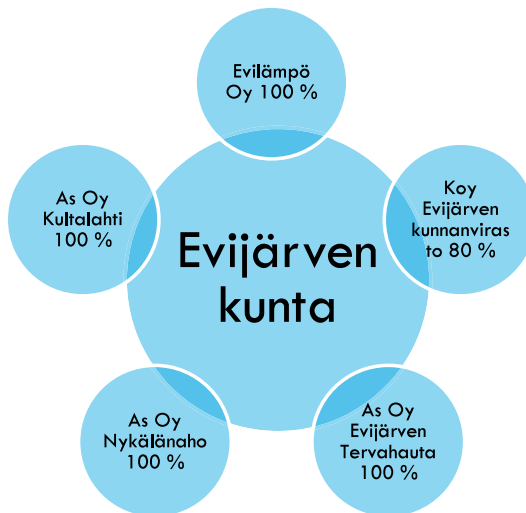 Evilämpö
Oy 100 %
As Oy
Kultalahti
100 %
Koy
Evijärven
kunnanviras
to 80 %
Evijärven
kunta
As Oy
Nykälänaho
100 %
As Oy
Evijärven
Tervahauta
100 %